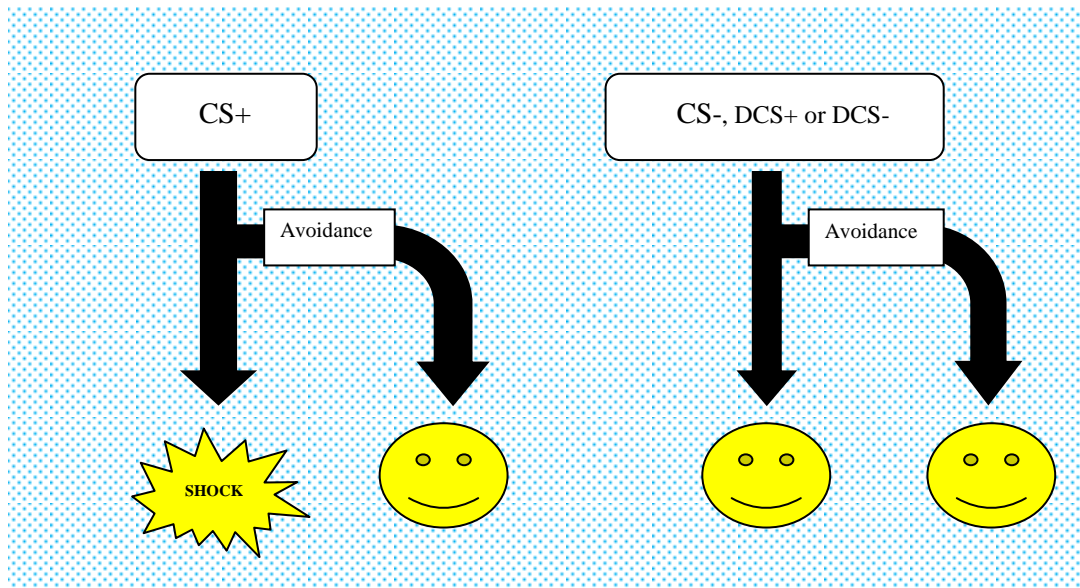 CS+
CS-, DCS+ or DCS-
Avoidance
Avoidance
SHOCK